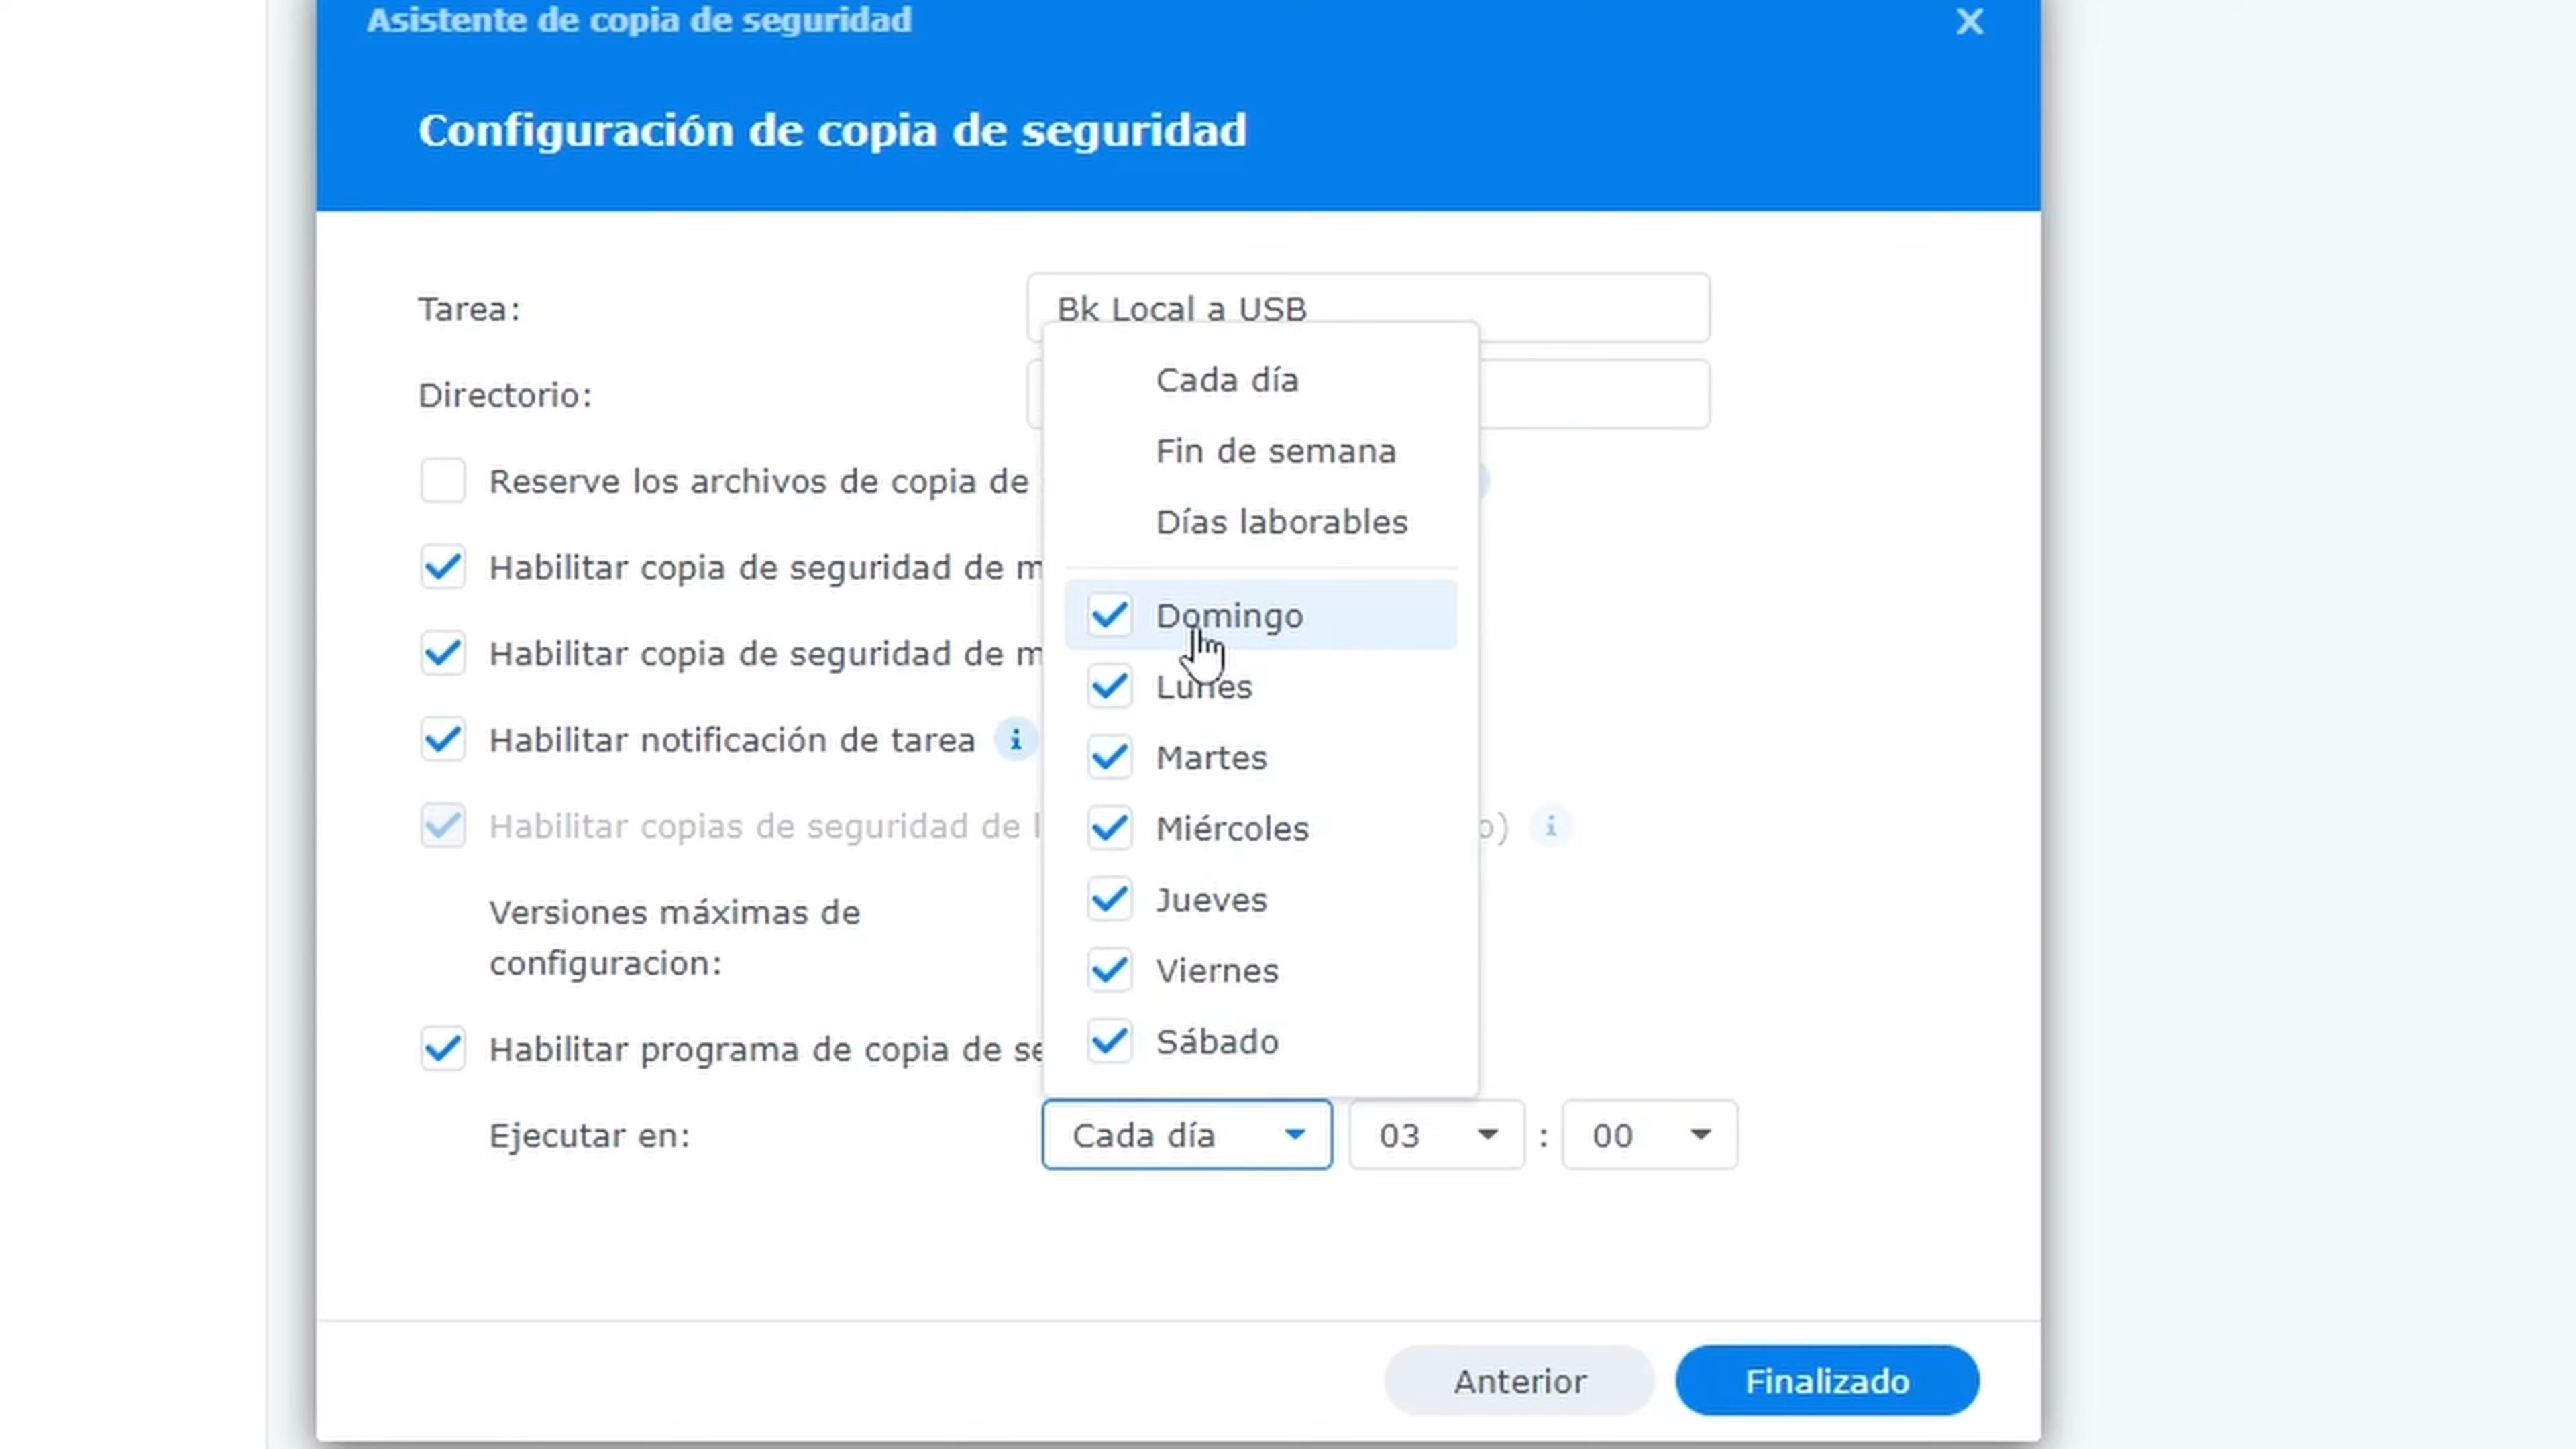 Asistente de copia de seguridad
Configuración de copia de seguridad
Tarea:
Bk Local a USB
Directorio:
Reserve los archivos de copia de
Habilitar copia de seguridad de
Habilitar copia de seguridad de
Habilitar notificación de tarea
Habilitar copias de seguridad de
Versiones máximas de
configuracion:
Habilitar programa de copia de
Ejecutar en:
Cada día
Fin de semana
Días laborables
Domingo
Lunes
Martes
Miércoles
Jueves
Viernes
Sábado
Cada día
03 : 00
Anterior
Finalizado